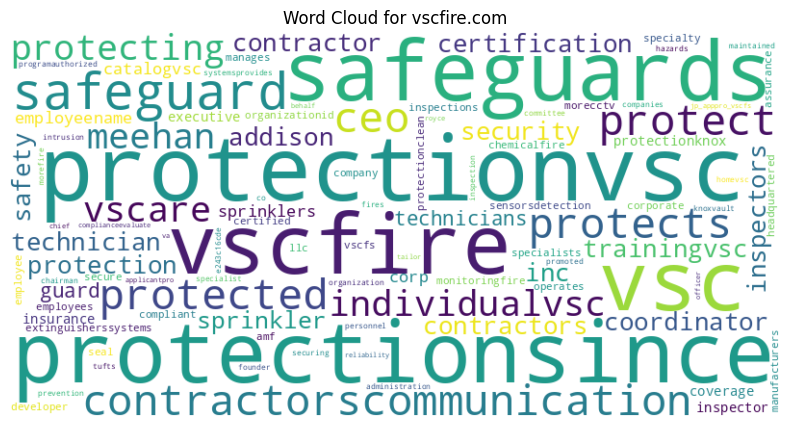 Word Cloud for vscfire.com
protecting contractor certification specialty hazards maintained
programauthorized catalogvsc manages systemsprovides safeguards assurance
safeguard employeename executive organizationid behalf ceo inspections morecctv companies
meehan addison security committee protect
intrusion royce chemicalfire protectionknox
safety morefire protectionvsc inspectors headquartered
company protectionclean inspection fires
vscare sprinklers co technicians sensorsdetection corporate homevsc knoxvault
technician certified vscfire protects trainingvsc
chief complianceevaluate va llc vscfs specialists promoted
protection chairman secure tailor corp monitoringfire inc operates
employee guard applicantpro specialist protected individualvsc organization vsc officer
employees insurance compliant sprinkler contractors coordinator
extinguisherssystems amf personnel
seal securing reliability protectionsince manufacturers
tufts prevention founder administration coverage
developer contractorscommunication inspector